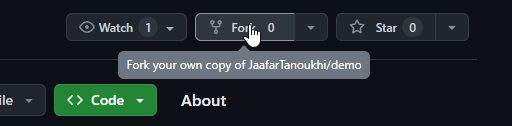 Watch 1 Fork 0 Star 0
Fork your own copy of JaafarTanoukhi/demo
ile Code About